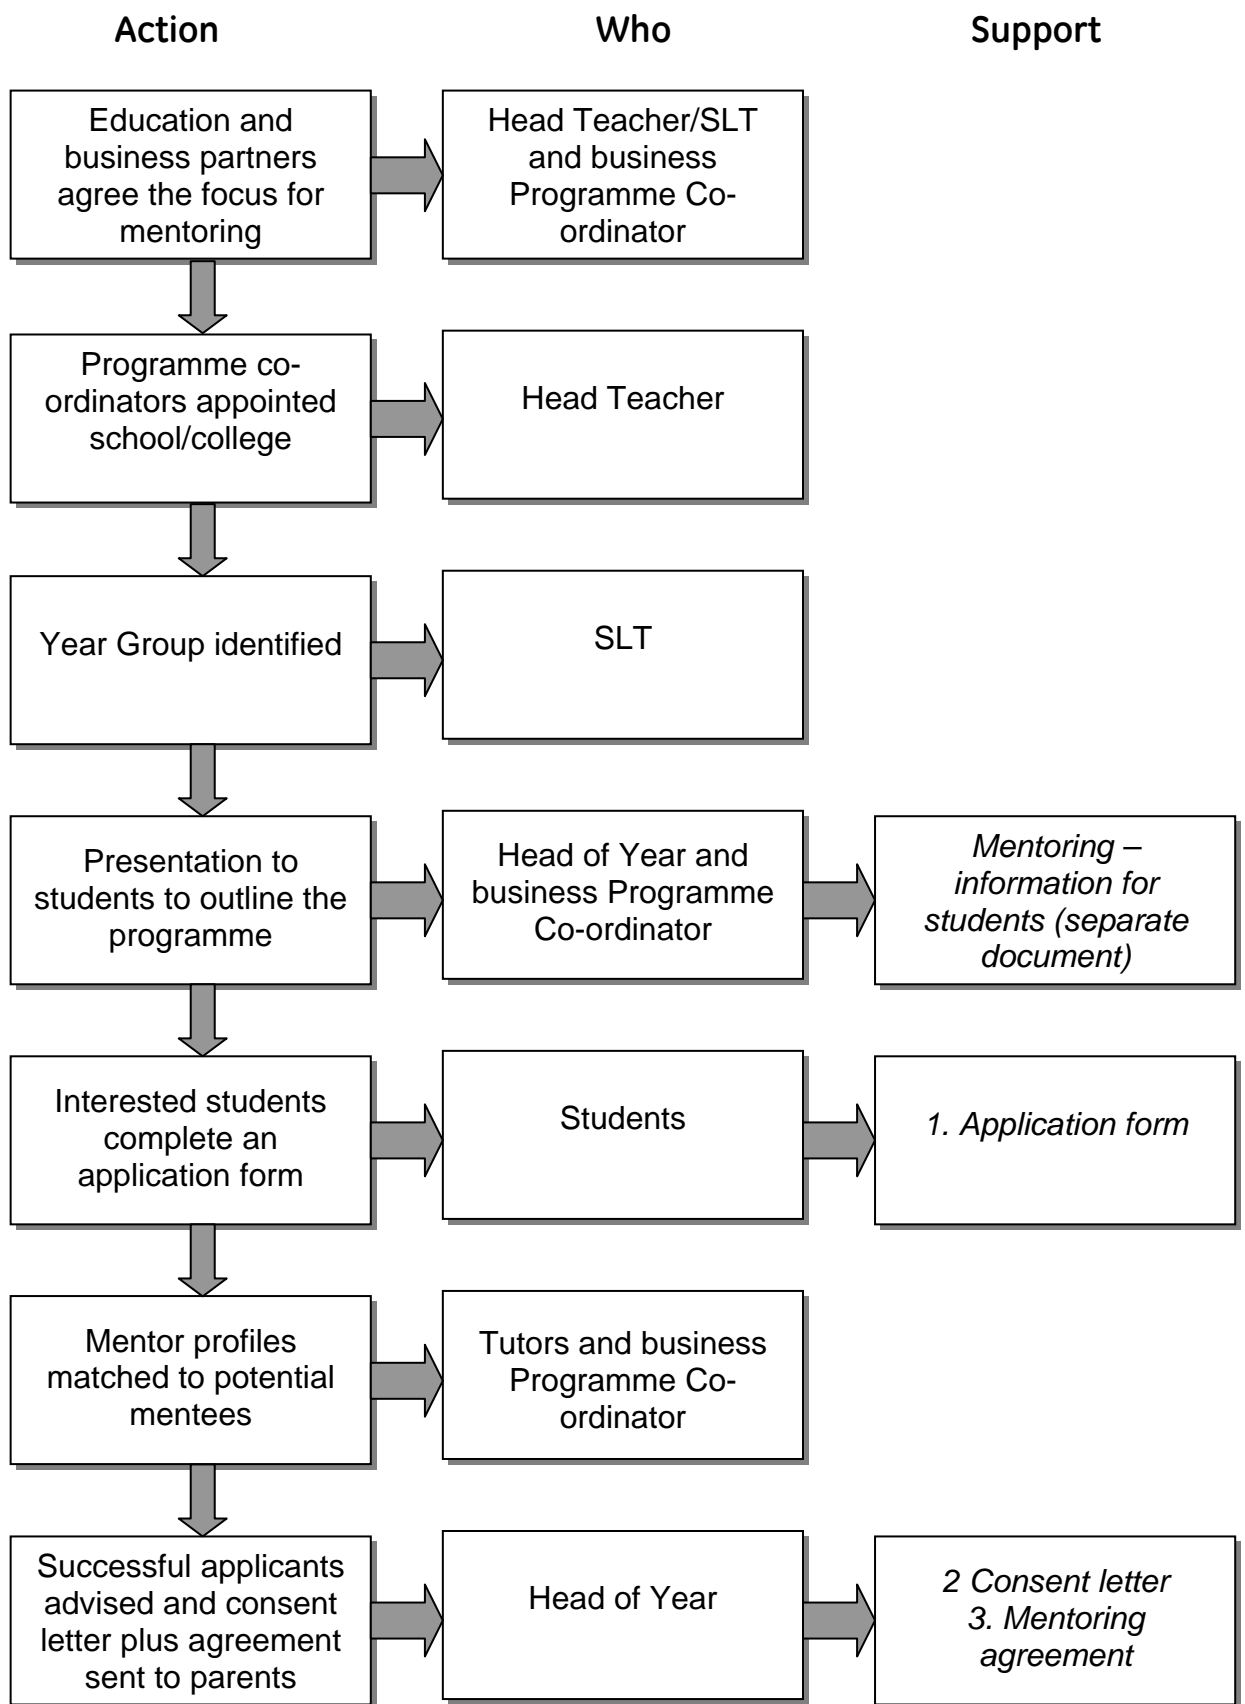 Action
Who
Support
Education and
business partners
agree the focus for
mentoring
Head Teacher/SLT
and business
Programme Co-
ordinator
Programme co-
ordinators appointed
school/college
Head Teacher
Year Group identified
SLT
Presentation to
students to outline the
programme
Head of Year and
business Programme
Co-ordinator
Mentoring –
information for
students (separate
document)
Interested students
complete an
application form
Students
1. Application form
Mentor profiles
matched to potential
mentees
Tutors and business
Programme Co-
ordinator
Successful applicants
advised and consent
letter plus agreement
sent to parents
Head of Year
2 Consent letter
3. Mentoring
agreement